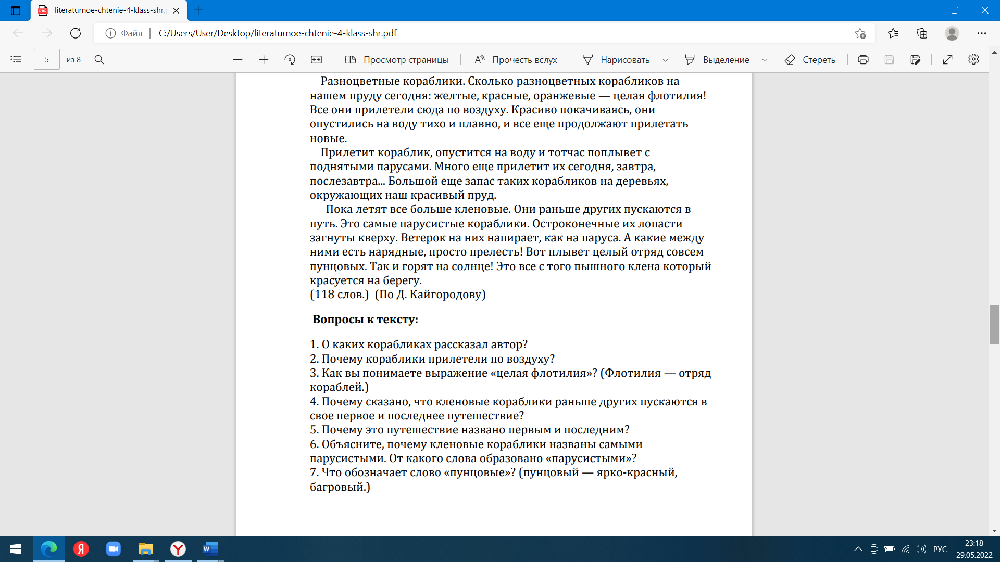 literaturnoe-chtenie-4-klass-shr.p
Файл C:/Users/User/Desktop/literaturnoe-chtenie-4-klass-shr.pdf
5 из 8 Просмотр страницы Прочесть вслух Нарисовать Выделение Стереть
Разноцветные кораблики. Сколько разноцветных корабликов на
нашем пруду сегодня: желтые, красные, оранжевые — целая флотилия!
Все они прилетели сюда по воздуху. Красиво покачиваясь, они
опустились на воду тихо и плавно, и все еще продолжают прилетать
новые.
Прилетит кораблик, опустится на воду и тотчас поплывет с
поднятыми парусами. Много еще прилетит их сегодня, завтра,
послезавтра... Большой еще запас таких корабликов на деревьях,
окружающих наш красивый пруд.
Пока летят все больше кленовые. Они раньше других пускаются в
путь. Это самые парусистые кораблики. Остроконечные их лопасти
загнуты кверху. Ветерок на них напирает, как на паруса. А какие между
ними есть нарядные, просто прелесть! Вот плывет целый отряд совсем
пунцовых. Так и горят на солнце! Это все с того пышного клена который
красуется на берегу.
(118 слов.) (По Д. Кайгородову)
Вопросы к тексту:
1. О каких корабликах рассказал автор?
2. Почему кораблики прилетели по воздуху?
3. Как вы понимаете выражение «целая флотилия»? (Флотилия — отряд
кораблей.)
4. Почему сказано, что кленовые кораблики раньше других пускаются в
свое первое и последнее путешествие?
5. Почему это путешествие названо первым и последним?
6. Объясните, почему кленовые кораблики названы самыми
парусистыми. От какого слова образовано «парусистыми»?
7. Что обозначает слово «пунцовые»? (пунцовый — ярко-красный,
багровый.)
РУС
23:18
29.05.2022